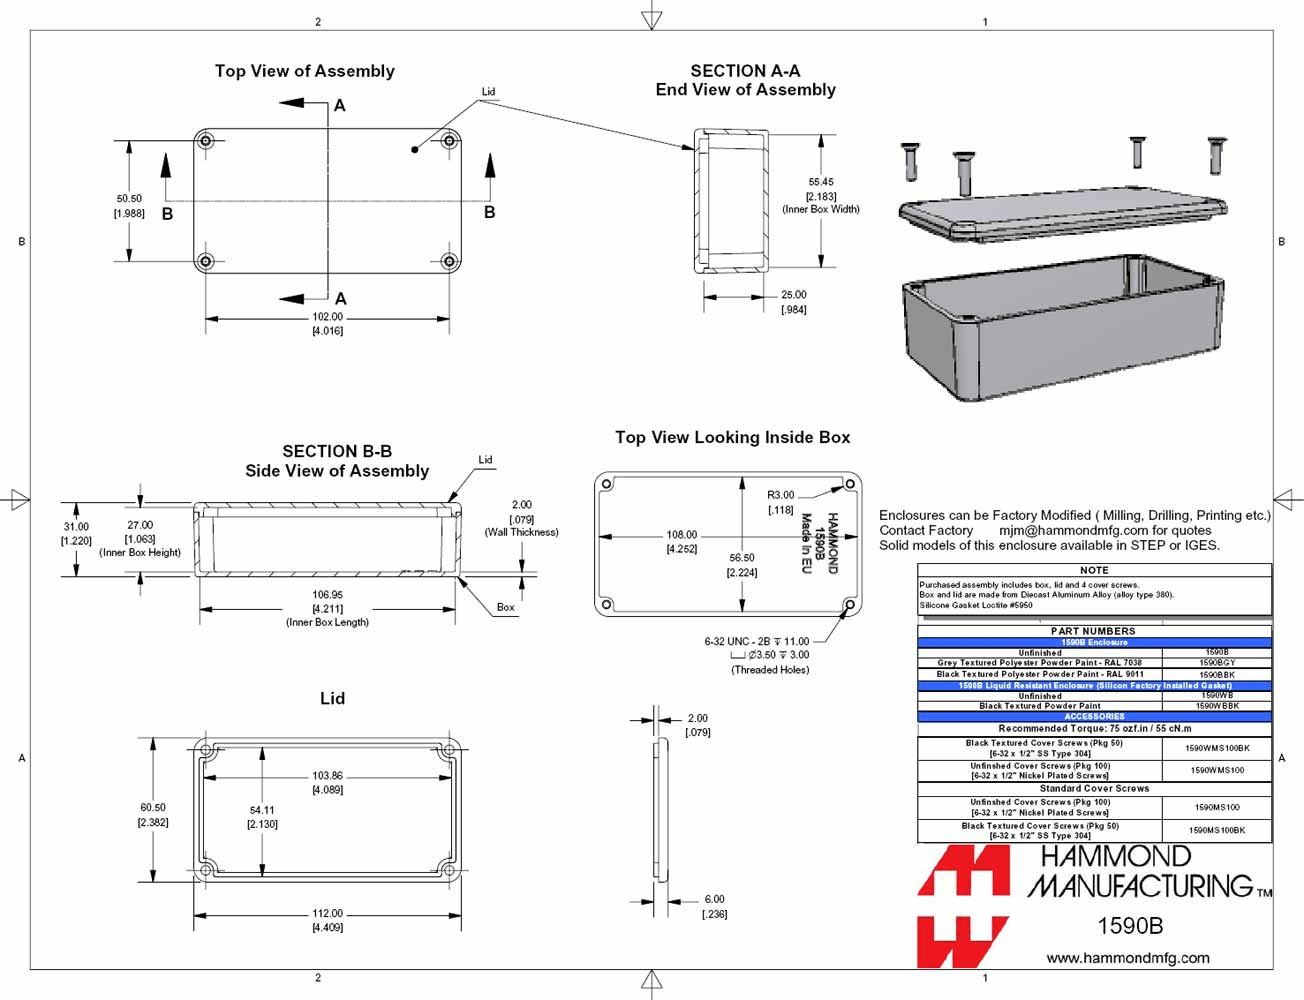 2
1
Top View of Assembly
A
Lid
50.50
[1.988]
B
B
A
102.00
[4.016]
SECTION A-A
End View of Assembly
55.45
[2.183]
(Inner Box Width)
25.00
[.984]
B
B
SECTION B-B
Side View of Assembly
Lid
31.00
[1.220]
27.00
[1.063]
(Inner Box Height)
2.00
[.079]
(Wall Thickness)
106.95
[4.211]
(Inner Box Length)
Box
Top View Looking Inside Box
R3.00
[.118]
108.00
[4.252]
56.50
[2.224]
HAMMOND
1590B
Made in EU
6-32 UNC - 2B ↧ 11.00
⌴ ∅3.50 ↧ 3.00
(Threaded Holes)
Enclosures can be Factory Modified ( Milling, Drilling, Printing etc.)
Contact Factory mjm@hammondmfg.com for quotes
Solid models of this enclosure available in STEP or IGES.
NOTE
Purchased assembly includes box, lid and 4 cover screws.
Box and lid are made from Diecast Aluminum Alloy (alloy type 380).
Silicone Gasket Loctite #5950
PART NUMBERS
1590B Enclosure
Unfinished 1590B
Grey Textured Polyester Powder Paint - RAL 7038 1590BGY
Black Textured Polyester Powder Paint - RAL 9011 1590BBK
1590B Liquid Resistant Enclosure (Silicon Factory Installed Gasket)
Unfinished 1590WB
Black Textured Powder Paint 1590WBBK
ACCESSORIES
Recommended Torque: 75 ozf.in / 55 cN.m
Black Textured Cover Screws (Pkg 50)
[6-32 x 1/2" SS Type 304] 1590WMS100BK
Unfinshed Cover Screws (Pkg 100)
[6-32 x 1/2" Nickel Plated Screws] 1590WMS100
Standard Cover Screws
Unfinshed Cover Screws (Pkg 100)
[6-32 x 1/2" Nickel Plated Screws] 1590MS100
Black Textured Cover Screws (Pkg 50)
[6-32 x 1/2" SS Type 304] 1590MS100BK
Lid
103.86
[4.089]
54.11
[2.130]
60.50
[2.382]
112.00
[4.409]
2.00
[.079]
6.00
[.236]
A
A
HAMMOND
MANUFACTURING TM
1590B
www.hammondmfg.com
2
1